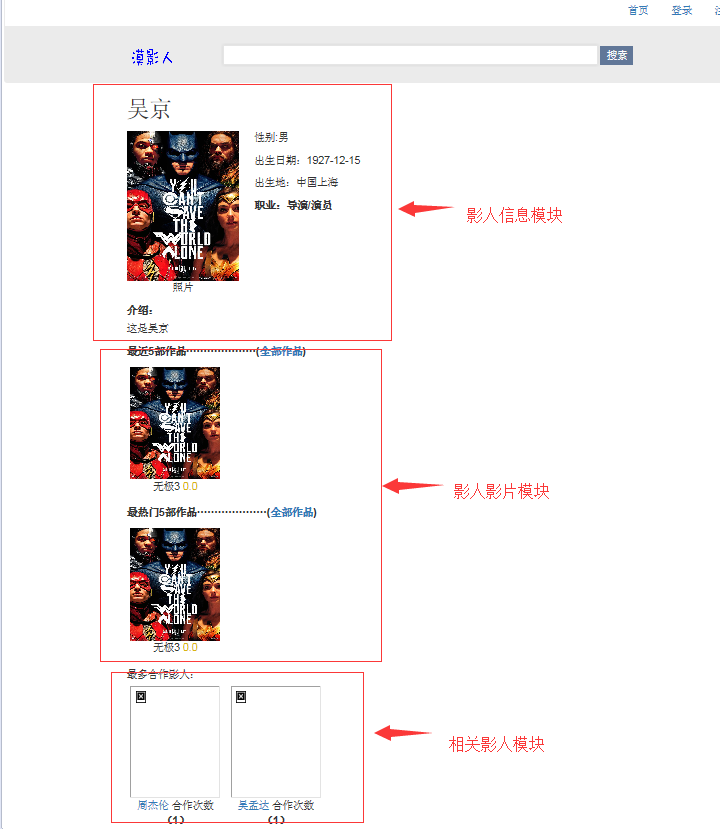 首页 登录 注
漠影人
搜索
吴京
性别:男
出生日期：1927-12-15
出生地：中国上海
职业：导演/演员
YOU
CAN'T
SAVE
THE
WORLD
ALONE
照片
影人信息模块
介绍：
这是吴京
最近5部作品····················(全部作品)
YOU
CAN'T
SAVE
THE
WORLD
ALONE
无极3 0.0
影人影片模块
最热门5部作品····················(全部作品)
YOU
CAN'T
SAVE
THE
WORLD
ALONE
无极3 0.0
最多合作影人：
相关影人模块
周杰伦 合作次数
(1)
吴孟达 合作次数
(1)